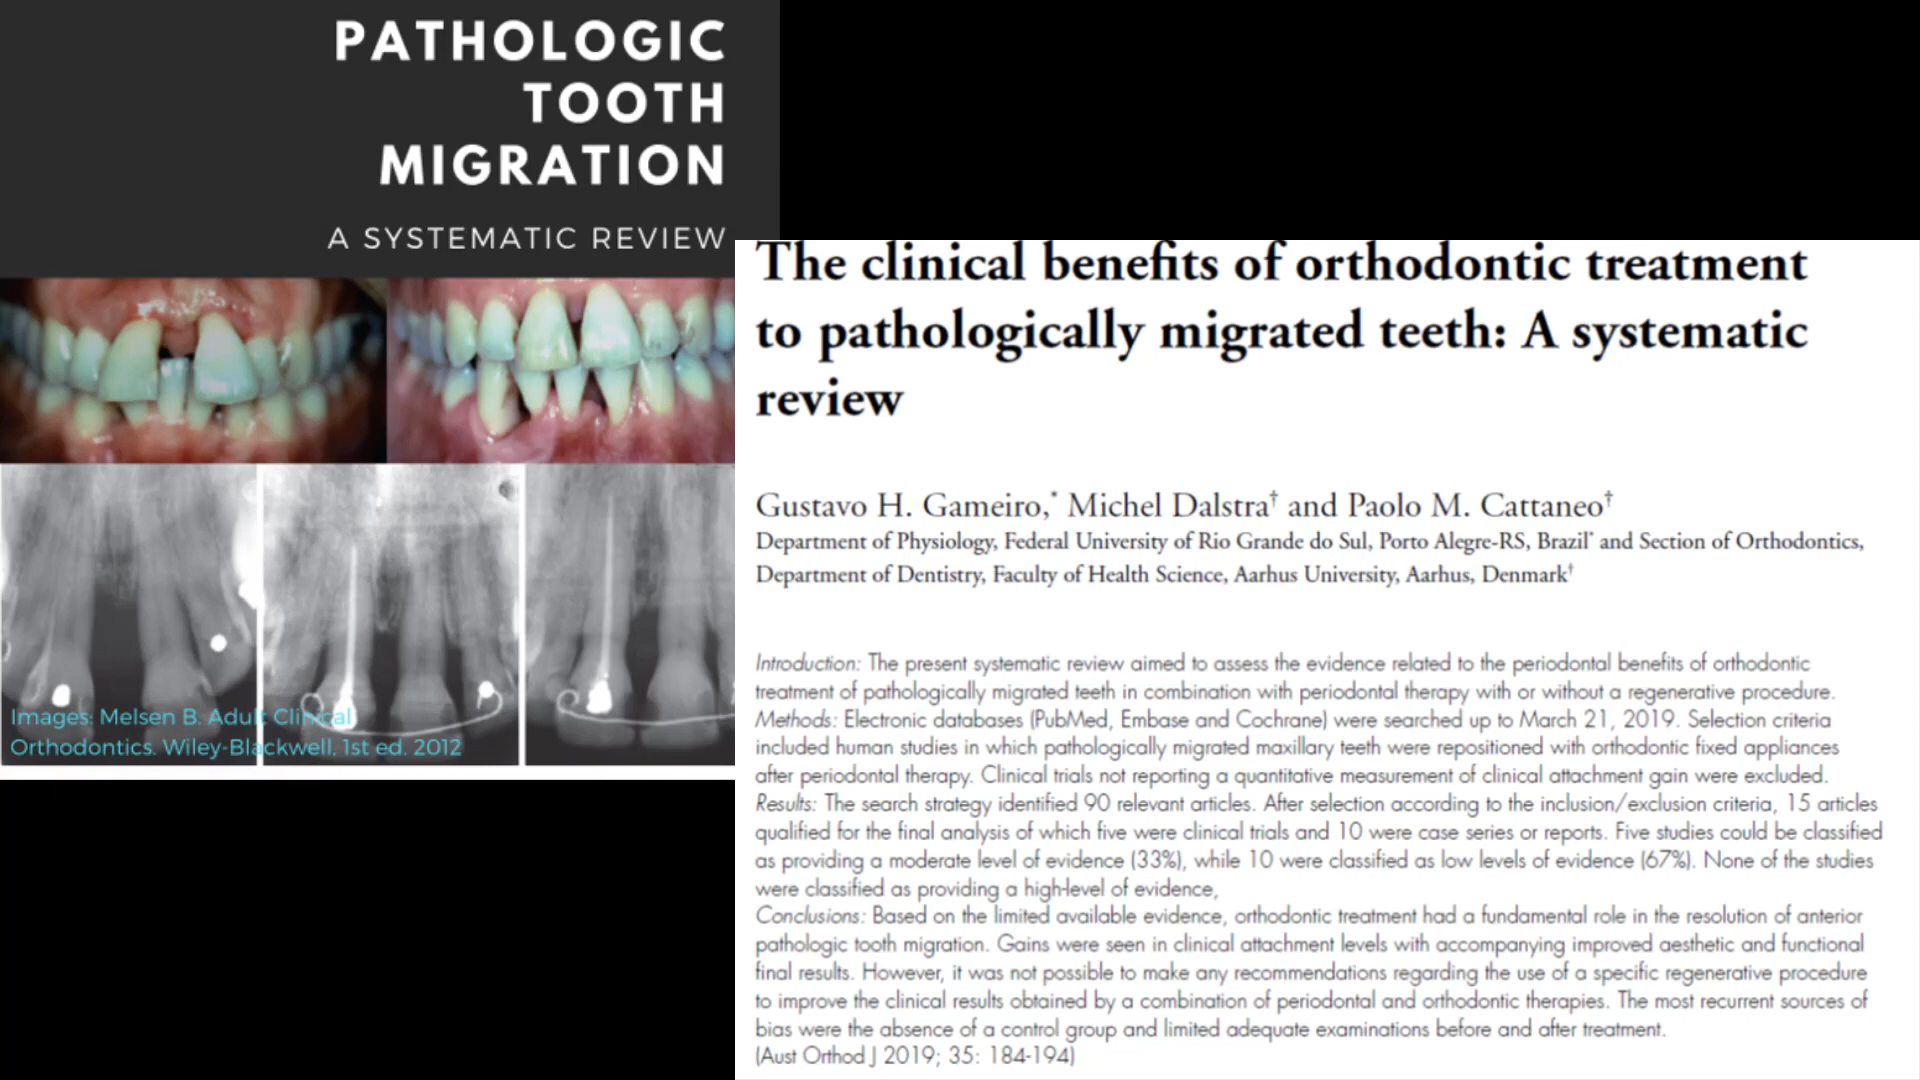 PATHOLOGIC
TOOTH
MIGRATION
A SYSTEMATIC REVIEW
Images: Melsen B. Adult Clinical
Orthodontics. Wiley-Blackwell, 1st ed. 2012
The clinical benefits of orthodontic treatment
to pathologically migrated teeth: A systematic
review
Gustavo H. Gameiro,* Michel Dalstra† and Paolo M. Cattaneo†
Department of Physiology, Federal University of Rio Grande do Sul, Porto Alegre-RS, Brazil* and Section of Orthodontics,
Department of Dentistry, Faculty of Health Science, Aarhus University, Aarhus, Denmark†
Introduction: The present systematic review aimed to assess the evidence related to the periodontal benefits of orthodontic
treatment of pathologically migrated teeth in combination with periodontal therapy with or without a regenerative procedure.
Methods: Electronic databases (PubMed, Embase and Cochrane) were searched up to March 21, 2019. Selection criteria
included human studies in which pathologically migrated maxillary teeth were repositioned with orthodontic fixed appliances
after periodontal therapy. Clinical trials not reporting a quantitative measurement of clinical attachment gain were excluded.
Results: The search strategy identified 90 relevant articles. After selection according to the inclusion/exclusion criteria, 15 articles
qualified for the final analysis of which five were clinical trials and 10 were case series or reports. Five studies could be classified
as providing a moderate level of evidence (33%), while 10 were classified as low levels of evidence (67%). None of the studies
were classified as providing a high-level of evidence,
Conclusions: Based on the limited available evidence, orthodontic treatment had a fundamental role in the resolution of anterior
pathologic tooth migration. Gains were seen in clinical attachment levels with accompanying improved aesthetic and functional
final results. However, it was not possible to make any recommendations regarding the use of a specific regenerative procedure
to improve the clinical results obtained by a combination of periodontal and orthodontic therapies. The most recurrent sources of
bias were the absence of a control group and limited adequate examinations before and after treatment.
(Aust Orthod J 2019; 35: 184-194)